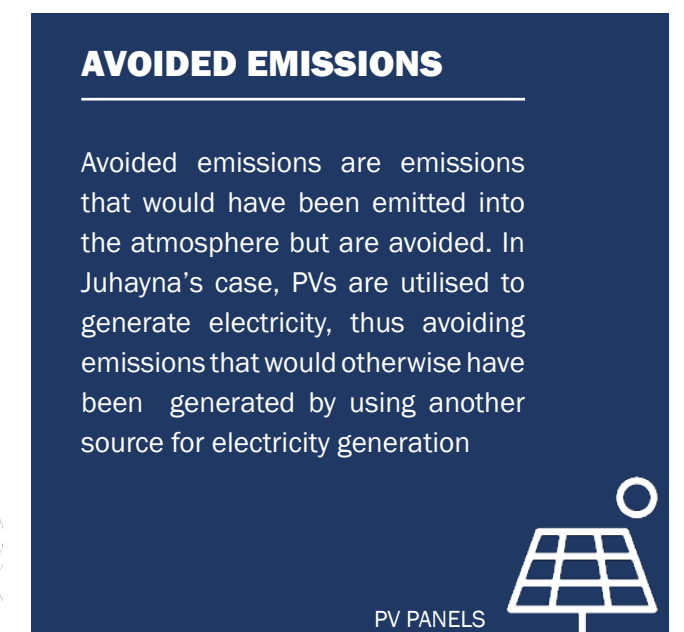 AVOIDED EMISSIONS
Avoided emissions are emissions
that would have been emitted into
the atmosphere but are avoided. In
Juhayna’s case, PVs are utilised to
generate electricity, thus avoiding
emissions that would otherwise have
been generated by using another
source for electricity generation
PV PANELS